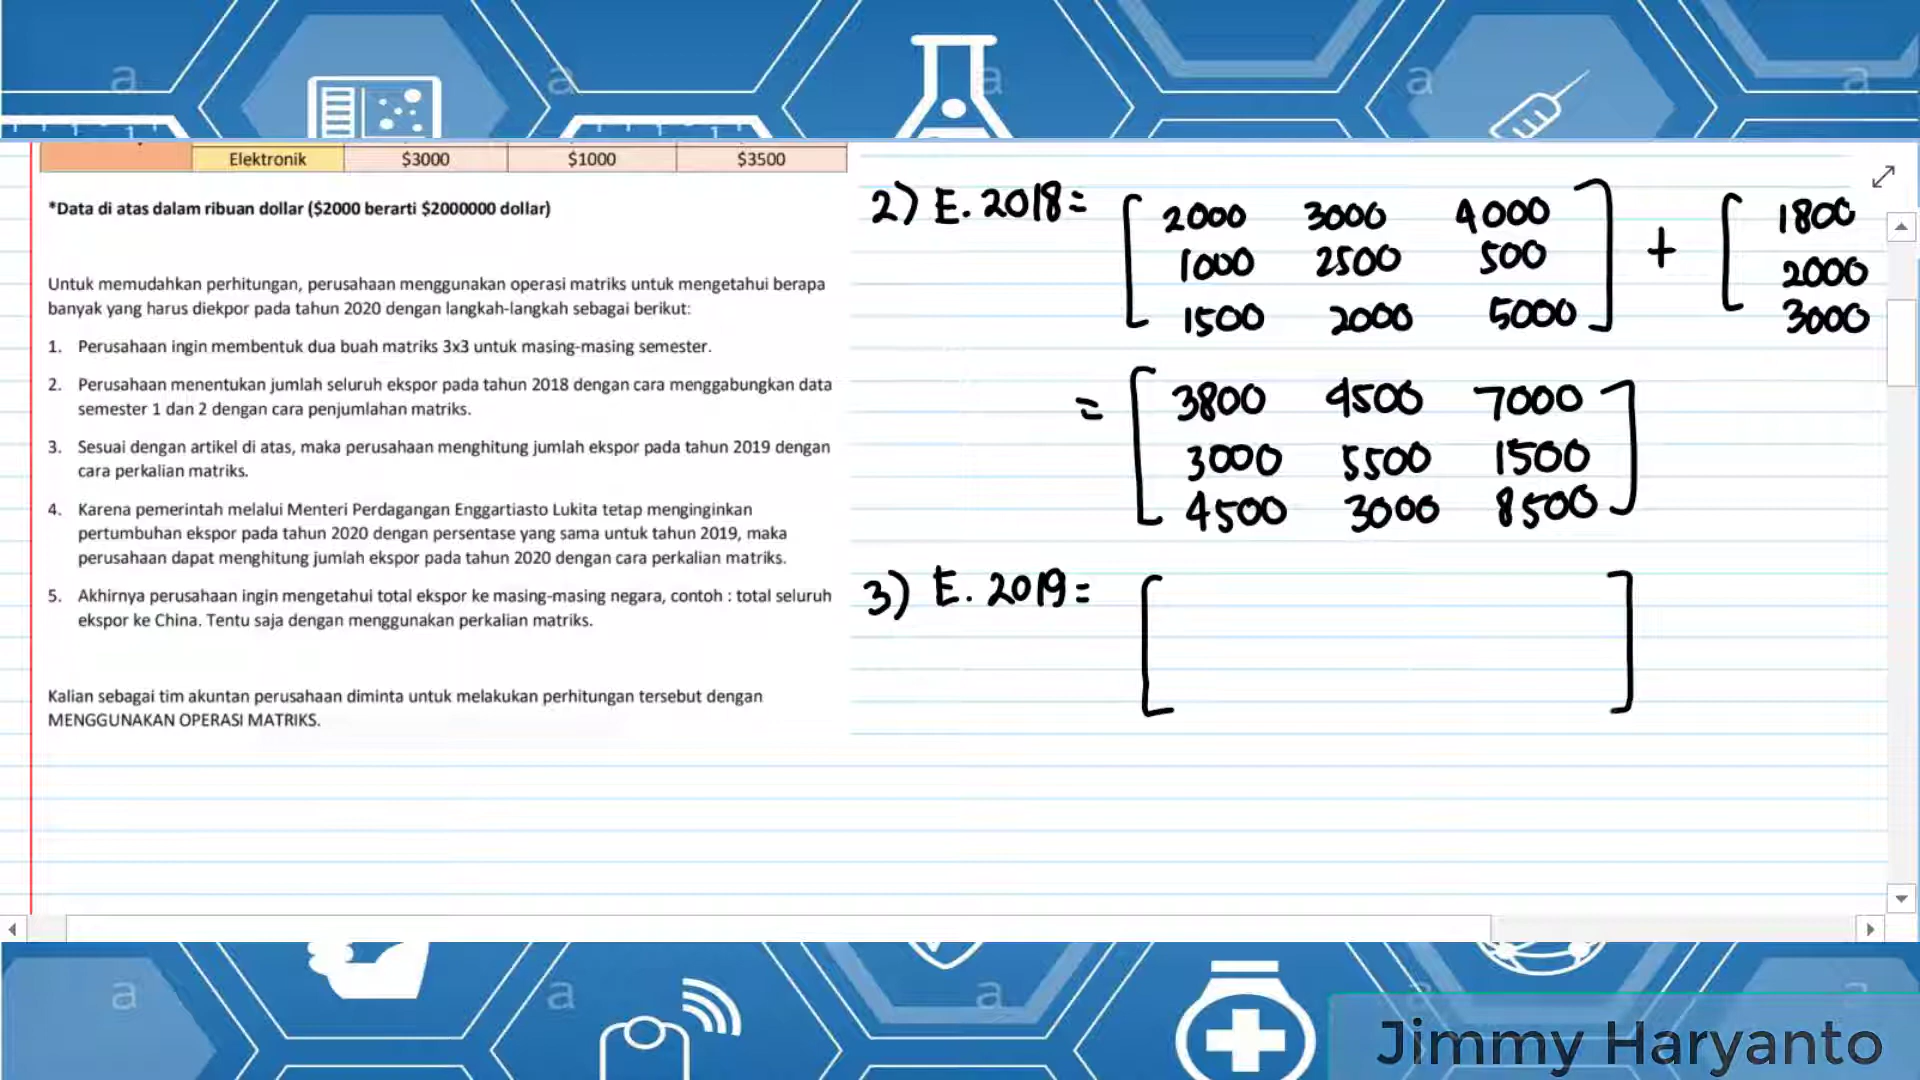 Elektronik $3000 $1000 $3500
*Data di atas dalam ribuan dollar ($2000 berarti $2000000 dollar)
Untuk memudahkan perhitungan, perusahaan menggunakan operasi matriks untuk mengetahui berapa
banyak yang harus diekpor pada tahun 2020 dengan langkah-langkah sebagai berikut:
1. Perusahaan ingin membentuk dua buah matriks 3x3 untuk masing-masing semester.
2. Perusahaan menentukan jumlah seluruh ekspor pada tahun 2018 dengan cara menggabungkan data
semester 1 dan 2 dengan cara penjumlahan matriks.
3. Sesuai dengan artikel di atas, maka perusahaan menghitung jumlah ekspor pada tahun 2019 dengan
cara perkalian matriks.
4. Karena pemerintah melalui Menteri Perdagangan Enggartiasto Lukita tetap menginginkan
pertumbuhan ekspor pada tahun 2020 dengan persentase yang sama untuk tahun 2019, maka
perusahaan dapat menghitung jumlah ekspor pada tahun 2020 dengan cara perkalian matriks.
5. Akhirnya perusahaan ingin mengetahui total ekspor ke masing-masing negara, contoh : total seluruh
ekspor ke China. Tentu saja dengan menggunakan perkalian matriks.
Kalian sebagai tim akuntan perusahaan diminta untuk melakukan perhitungan tersebut dengan
MENGGUNAKAN OPERASI MATRIKS.
2) E. 2018 = [ 2000 3000 4000 ] + [ 1800
1000 2500 500 2000
1500 2000 5000 3000
= [ 3800 4500 7000 ]
3000 5500 1500
4500 3000 8500
3) E. 2019 = [ ]
a a a a a
a a a
Jimmy Haryanto